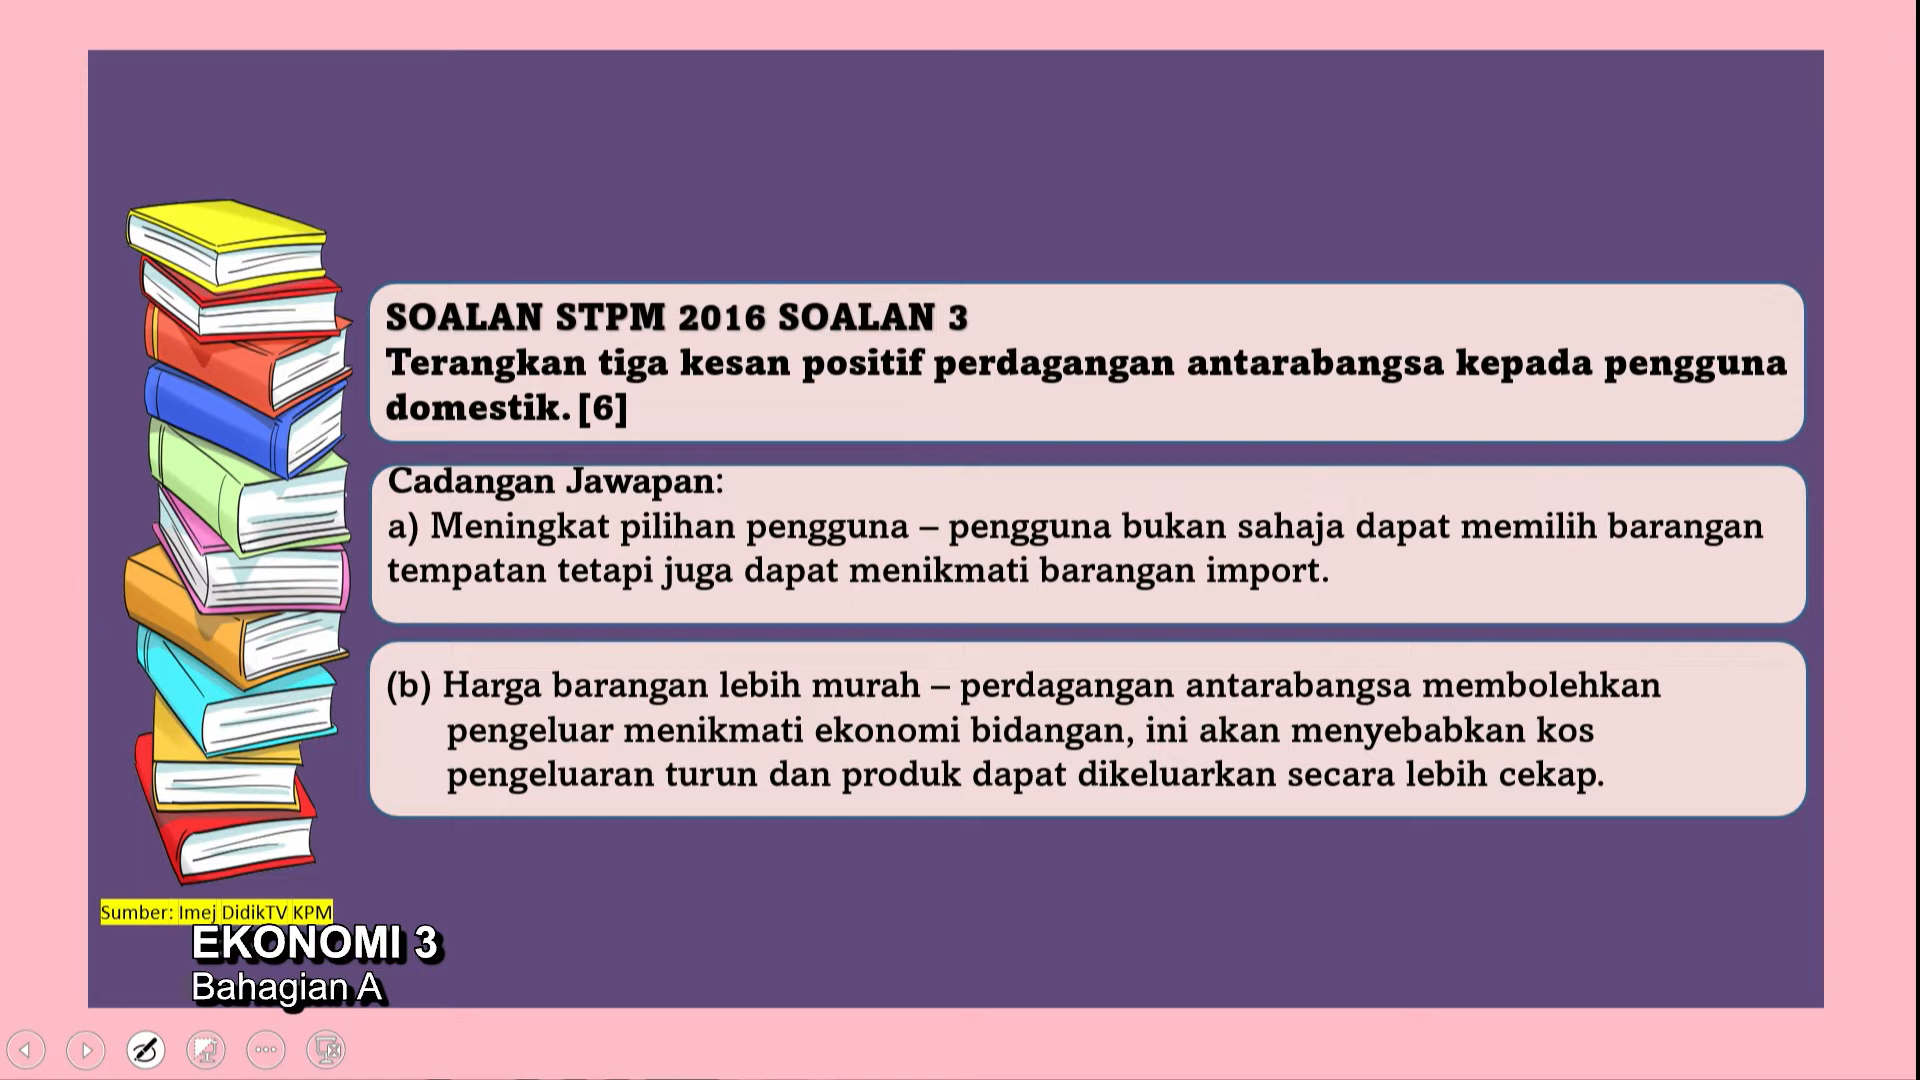 SOALAN STPM 2016 SOALAN 3
Terangkan tiga kesan positif perdagangan antarabangsa kepada pengguna
domestik. [6]
Cadangan Jawapan:
a) Meningkat pilihan pengguna – pengguna bukan sahaja dapat memilih barangan
tempatan tetapi juga dapat menikmati barangan import.
(b) Harga barangan lebih murah – perdagangan antarabangsa membolehkan
pengeluar menikmati ekonomi bidangan, ini akan menyebabkan kos
pengeluaran turun dan produk dapat dikeluarkan secara lebih cekap.
Sumber: Imej DidikTV KPM
EKONOMI 3
Bahagian A